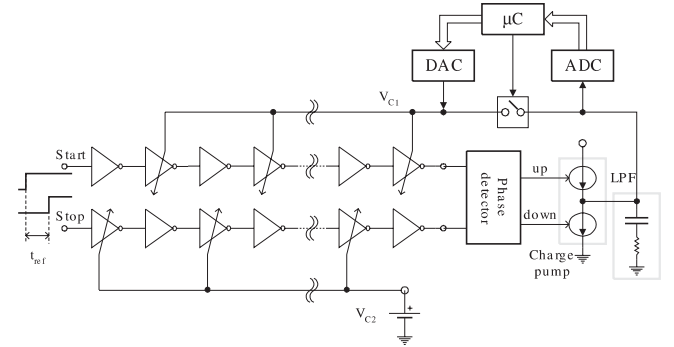 μC
DAC
ADC
V_C1
Start
Stop
t_ref
Phase
detector
up
down
LPF
Charge
pump
V_C2
+